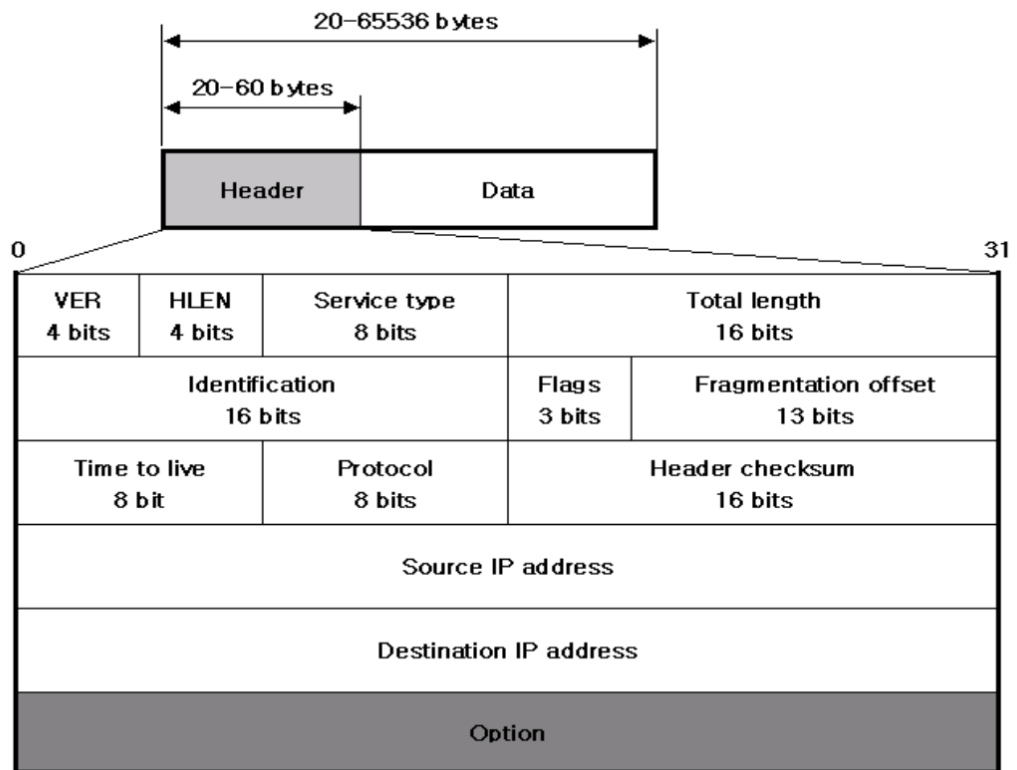 20-65536 bytes
20-60 bytes
Header Data
0 31
VER HLEN Service type Total length
4 bits 4 bits 8 bits 16 bits
Identification Flags Fragmentation offset
16 bits 3 bits 13 bits
Time to live Protocol Header checksum
8 bit 8 bits 16 bits
Source IP address
Destination IP address
Option